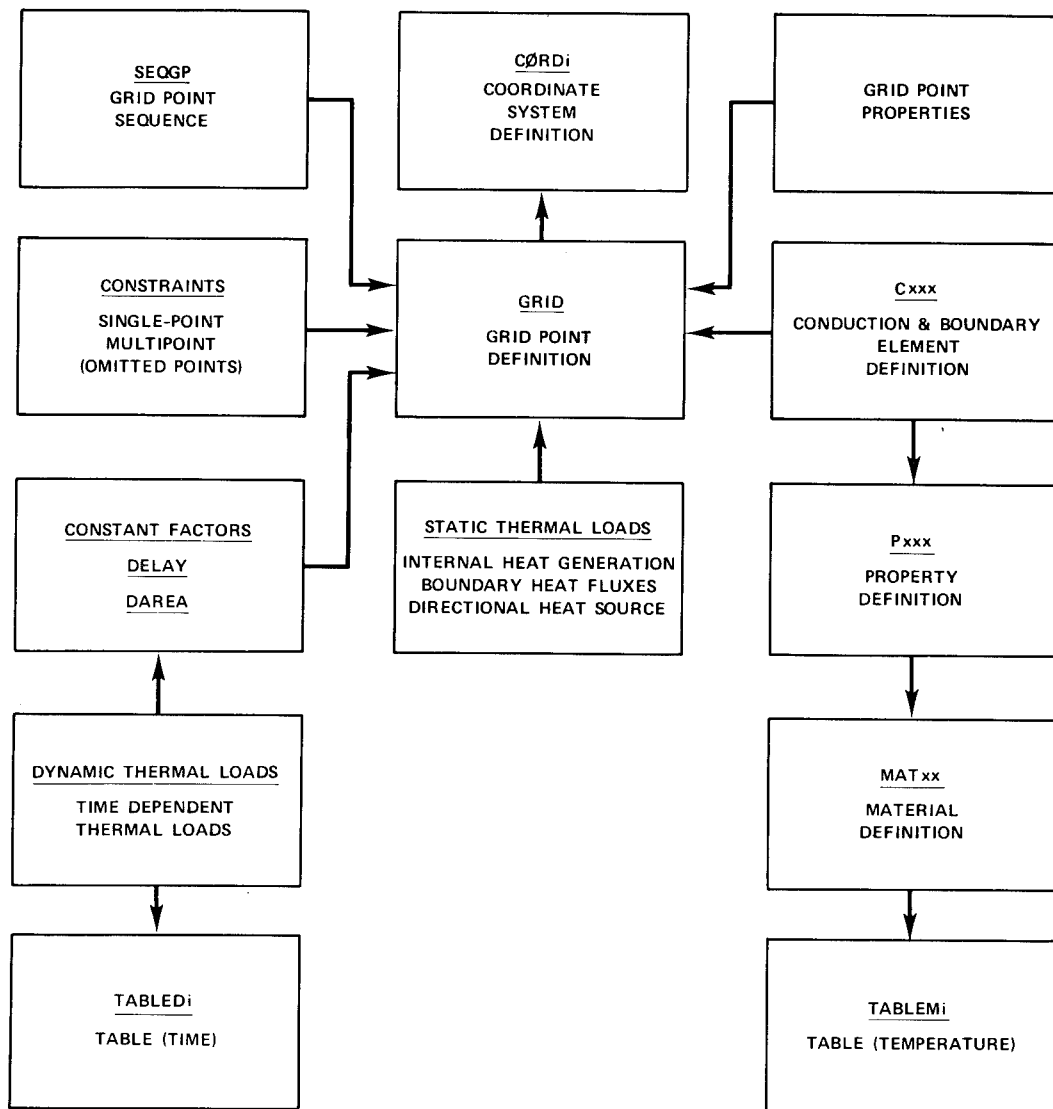 SEQGP
GRID POINT
SEQUENCE
CØRDi
COORDINATE
SYSTEM
DEFINITION
GRID POINT
PROPERTIES
CONSTRAINTS
SINGLE-POINT
MULTIPOINT
(OMITTED POINTS)
GRID
GRID POINT
DEFINITION
Cxxx
CONDUCTION & BOUNDARY
ELEMENT
DEFINITION
CONSTANT FACTORS
DELAY
DAREA
STATIC THERMAL LOADS
INTERNAL HEAT GENERATION
BOUNDARY HEAT FLUXES
DIRECTIONAL HEAT SOURCE
Pxxx
PROPERTY
DEFINITION
DYNAMIC THERMAL LOADS
TIME DEPENDENT
THERMAL LOADS
MATxx
MATERIAL
DEFINITION
TABLEDi
TABLE (TIME)
TABLEMi
TABLE (TEMPERATURE)